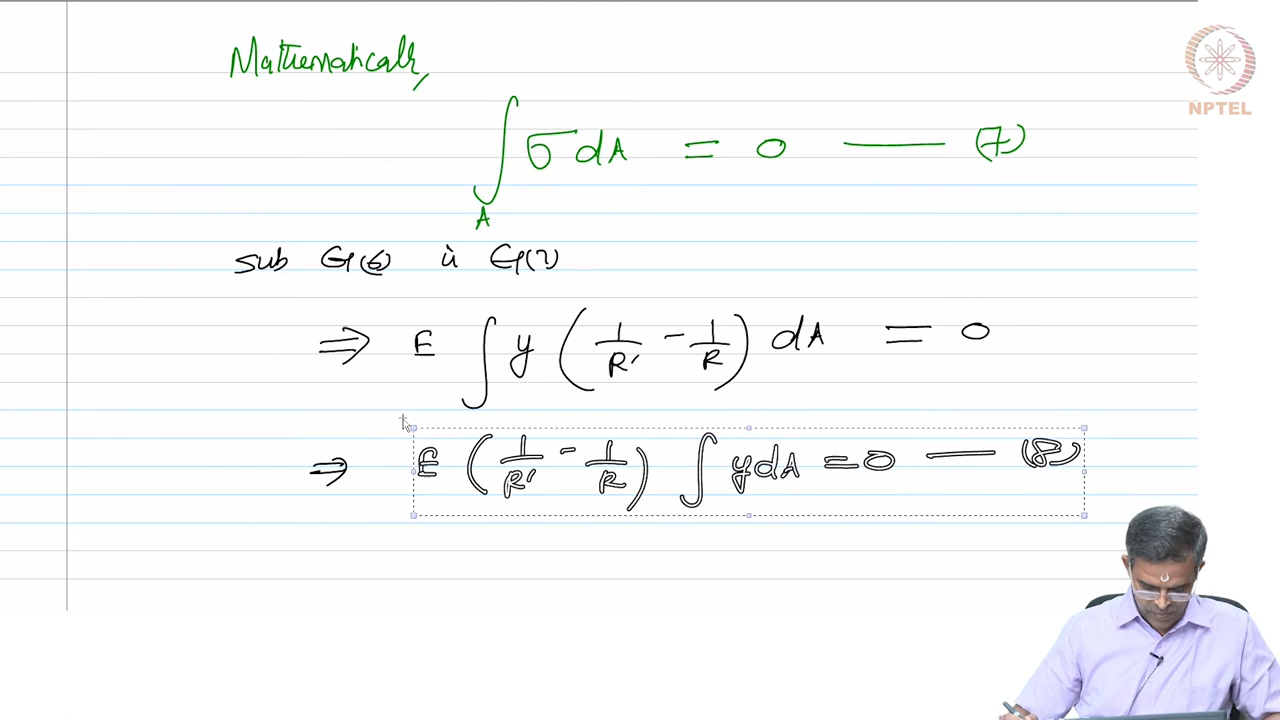 Mathematically,
NPTEL
∫_A σ dA = 0 —— (7)
sub Eq(6) in Eq(7)
⇒ E ∫ y (1/R' - 1/R) dA = 0
⇒ E (1/R' - 1/R) ∫ y dA = 0 —— (8)